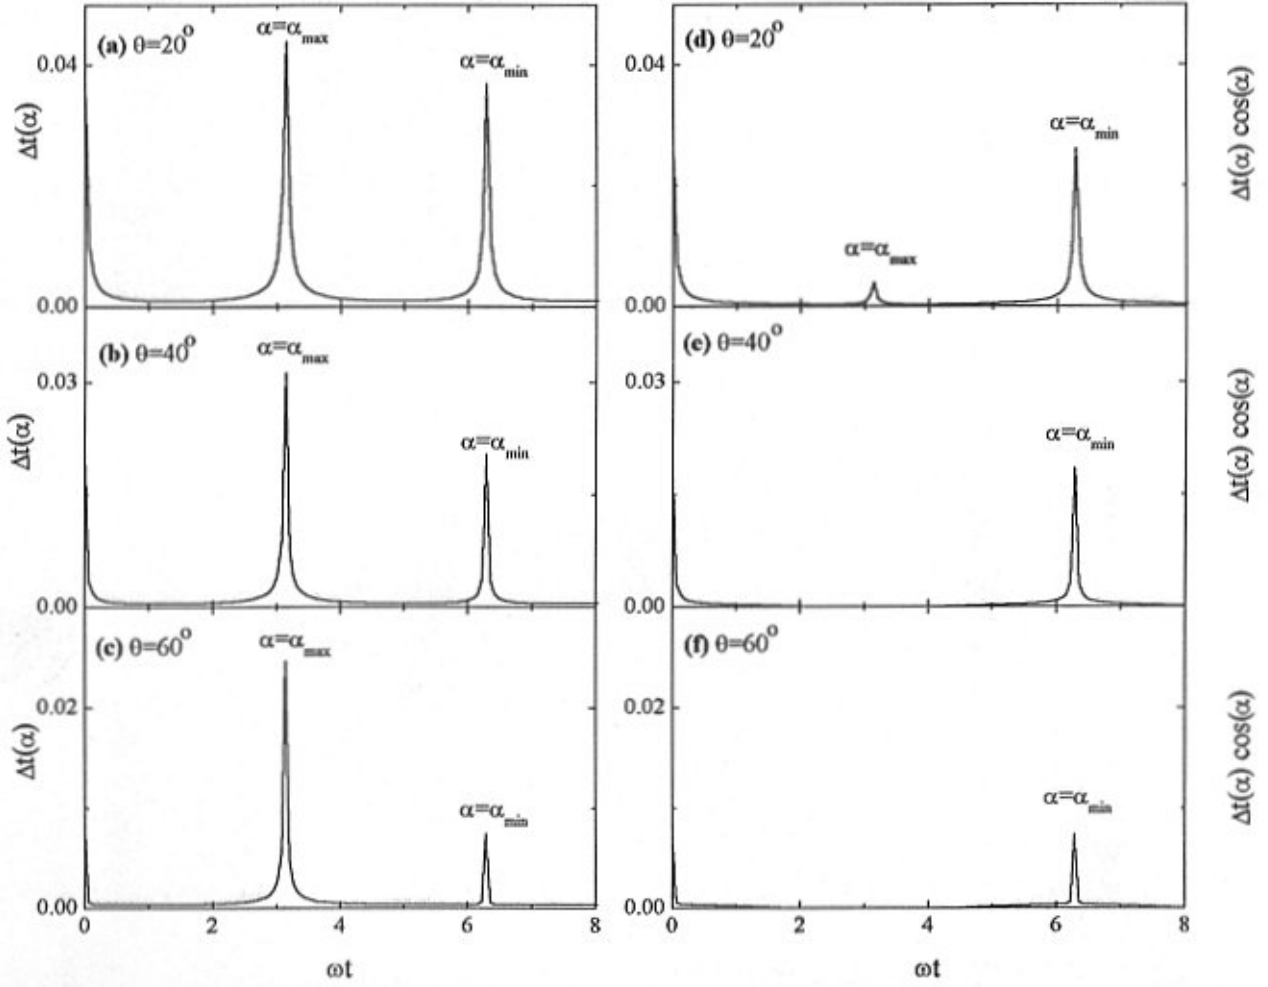 (a) θ=20°
α=α_max
α=α_min
0.04
0.00
Δt(α)
(d) θ=20°
α=α_max
α=α_min
0.04
0.00
Δt(α) cos(α)
(b) θ=40°
α=α_max
α=α_min
0.03
0.00
Δt(α)
(e) θ=40°
α=α_min
0.03
0.00
Δt(α) cos(α)
(c) θ=60°
α=α_max
α=α_min
0.02
0.00
Δt(α)
0 2 4 6 8
ωt
(f) θ=60°
α=α_min
0.02
0.00
Δt(α) cos(α)
0 2 4 6 8
ωt